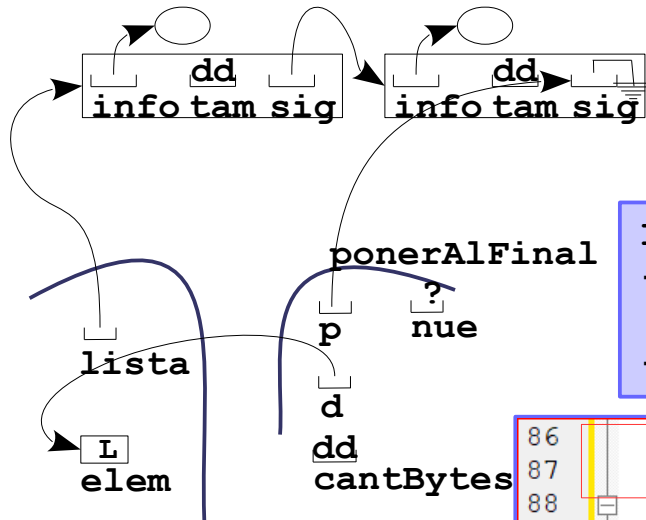 dd dd
info tam sig info tam sig
ponerAlFinal
?
p nue
lista
d
L dd
elem cantBytes
86
87
88